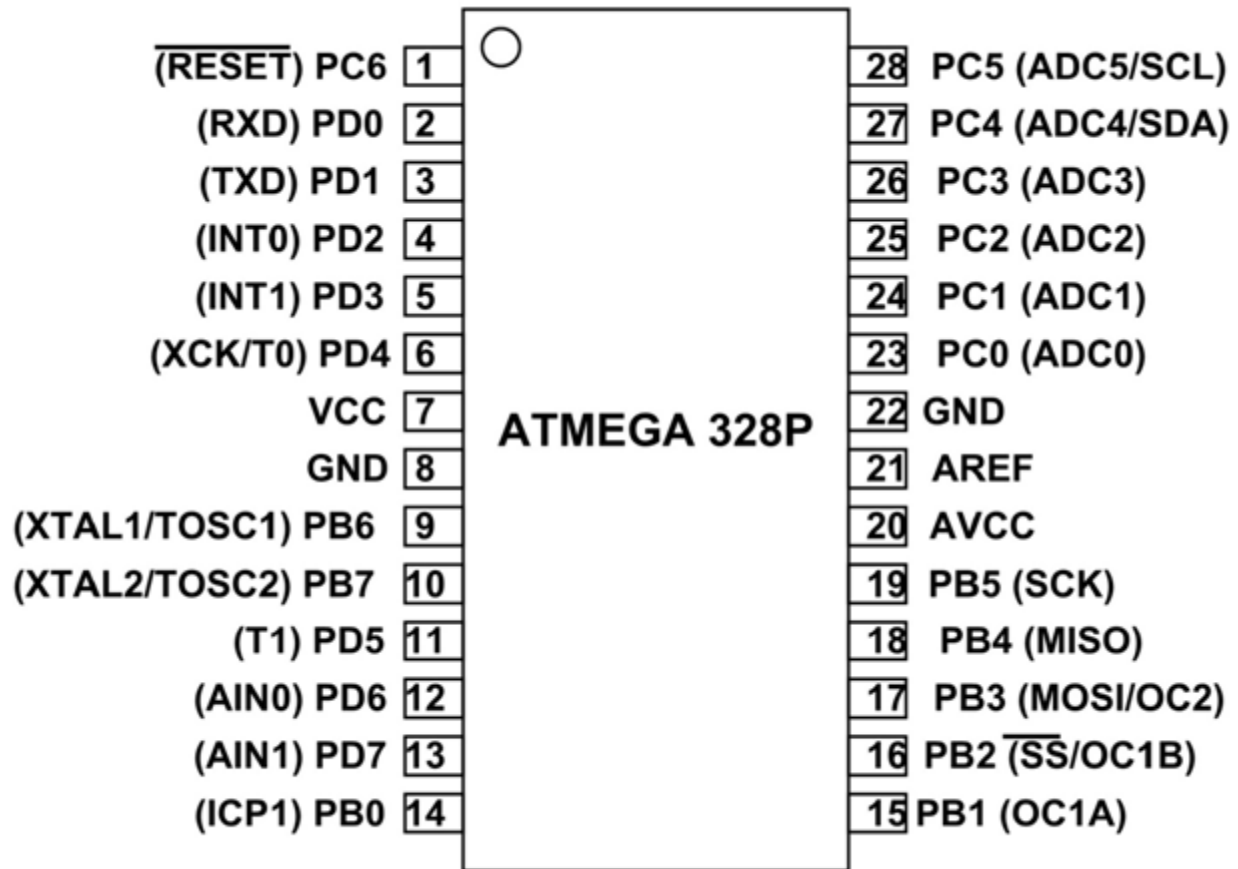 (RESET) PC6 1
(RXD) PD0 2
(TXD) PD1 3
(INT0) PD2 4
(INT1) PD3 5
(XCK/T0) PD4 6
VCC 7
GND 8
(XTAL1/TOSC1) PB6 9
(XTAL2/TOSC2) PB7 10
(T1) PD5 11
(AIN0) PD6 12
(AIN1) PD7 13
(ICP1) PB0 14
ATMEGA 328P
28 PC5 (ADC5/SCL)
27 PC4 (ADC4/SDA)
26 PC3 (ADC3)
25 PC2 (ADC2)
24 PC1 (ADC1)
23 PC0 (ADC0)
22 GND
21 AREF
20 AVCC
19 PB5 (SCK)
18 PB4 (MISO)
17 PB3 (MOSI/OC2)
16 PB2 (SS/OC1B)
15 PB1 (OC1A)